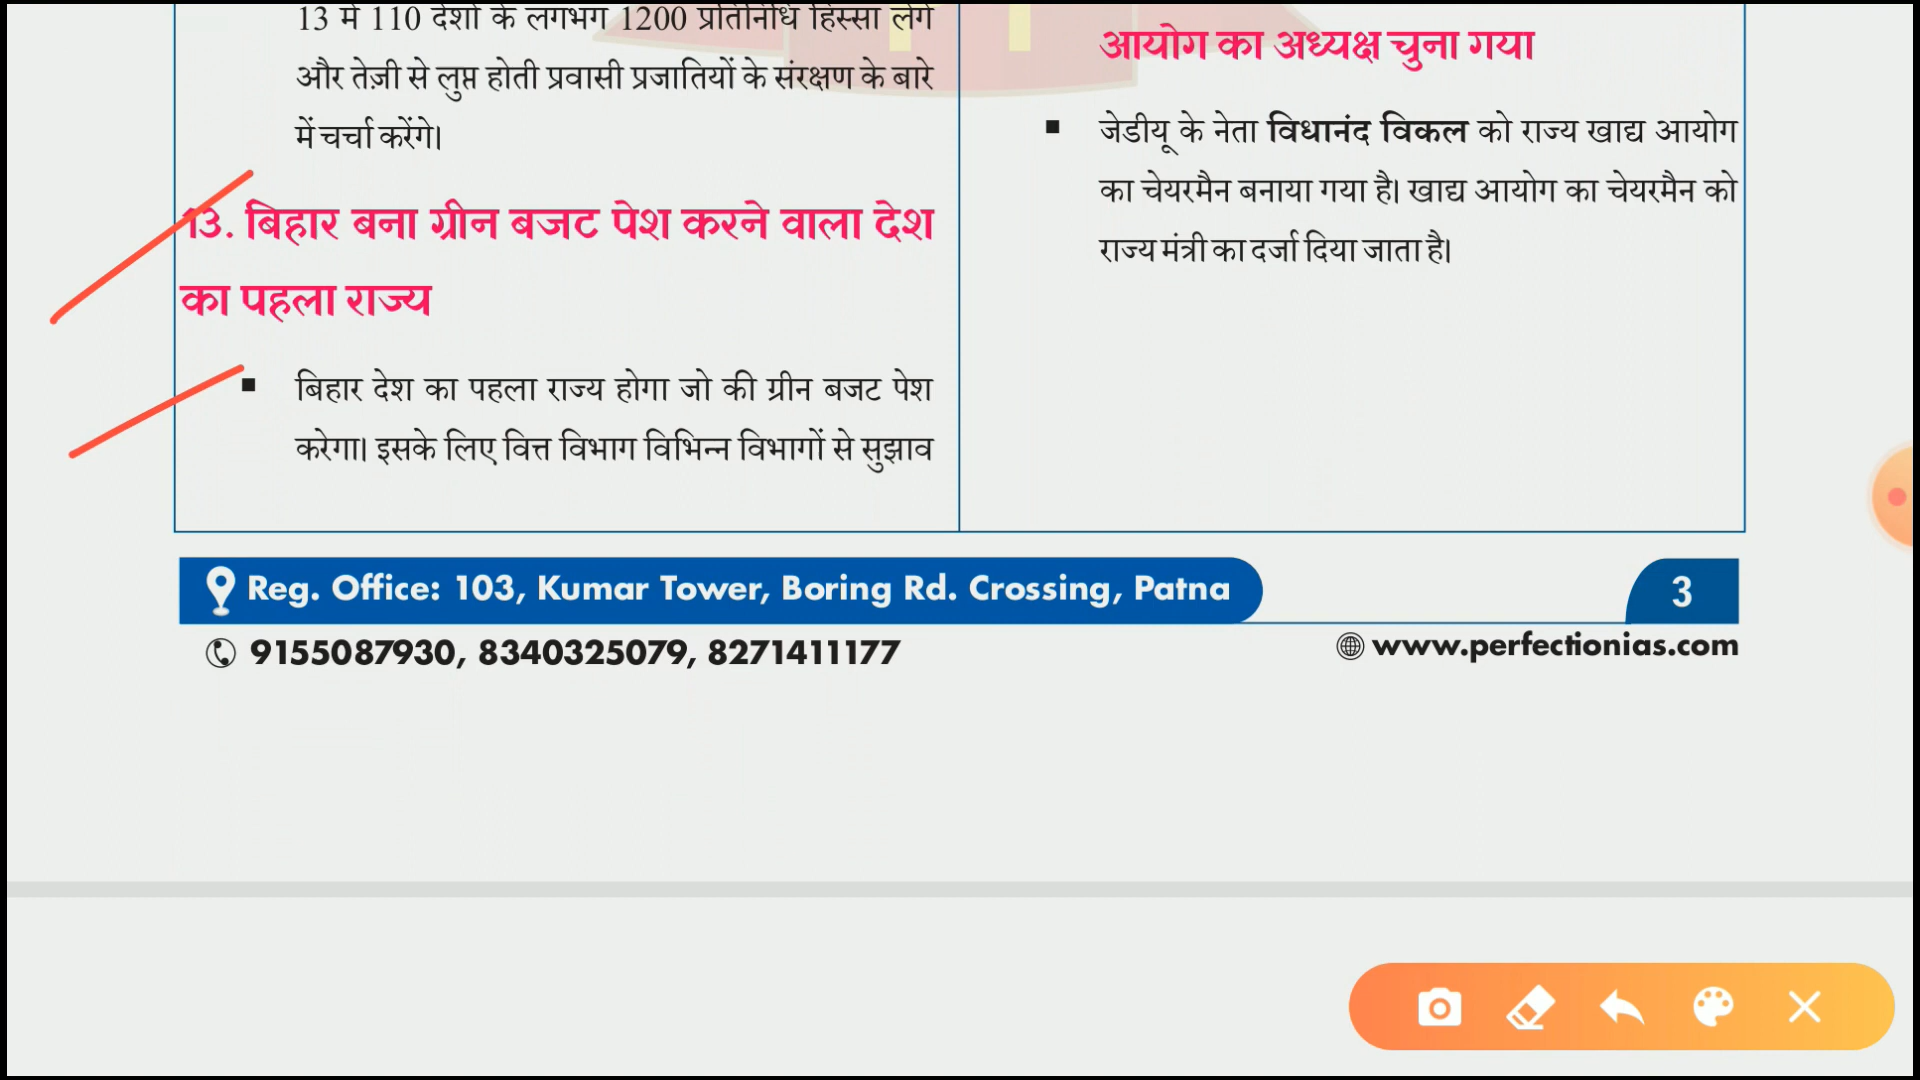 13 में 110 देशों के लगभग 1200 प्रतिनिधि हिस्सा लेंगे
और तेज़ी से लुप्त होती प्रवासी प्रजातियों के संरक्षण के बारे
में चर्चा करेंगे।
13. बिहार बना ग्रीन बजट पेश करने वाला देश
का पहला राज्य
▪ बिहार देश का पहला राज्य होगा जो की ग्रीन बजट पेश
करेगा। इसके लिए वित्त विभाग विभिन्न विभागों से सुझाव
आयोग का अध्यक्ष चुना गया
▪ जेडीयू के नेता विधानंद विकल को राज्य खाद्य आयोग
का चेयरमैन बनाया गया है। खाद्य आयोग का चेयरमैन को
राज्य मंत्री का दर्जा दिया जाता है।
Reg. Office: 103, Kumar Tower, Boring Rd. Crossing, Patna
3
9155087930, 8340325079, 8271411177
www.perfectionias.com